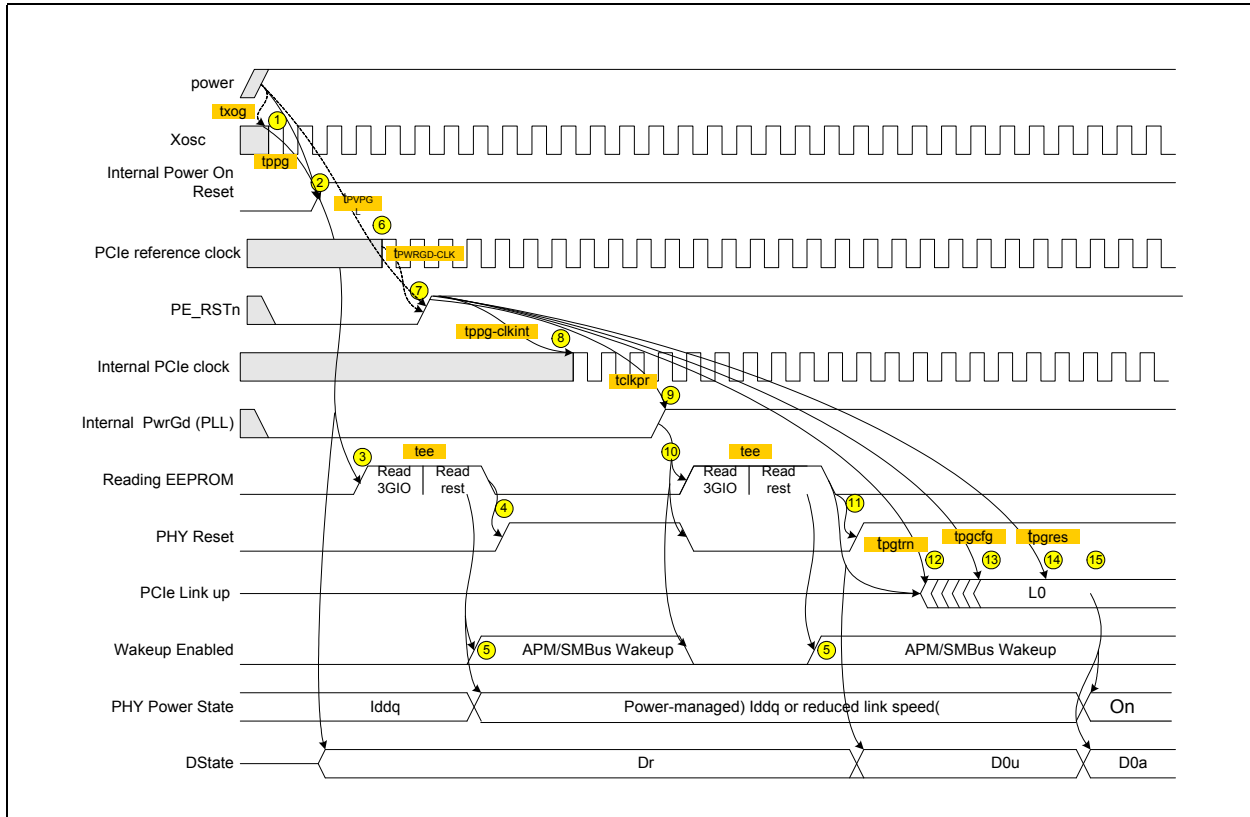 power
txog
1
Xosc
tppg
Internal Power On
Reset
2
tPVPG
L
6
PCIe reference clock
tPWRGD-CLK
7
PE_RSTn
tppg-clkint
8
Internal PCIe clock
tclkpr
9
Internal PwrGd (PLL)
3
tee
10
tee
Reading EEPROM
Read
3GIO
Read
rest
Read
3GIO
Read
rest
4
11
PHY Reset
tpgtrn
tpgcfg
tpgres
12
13
14
15
PCIe Link up
L0
Wakeup Enabled
5
APM/SMBus Wakeup
5
APM/SMBus Wakeup
PHY Power State
Iddq
Power-managed) Iddq or reduced link speed(
On
DState
Dr
D0u
D0a